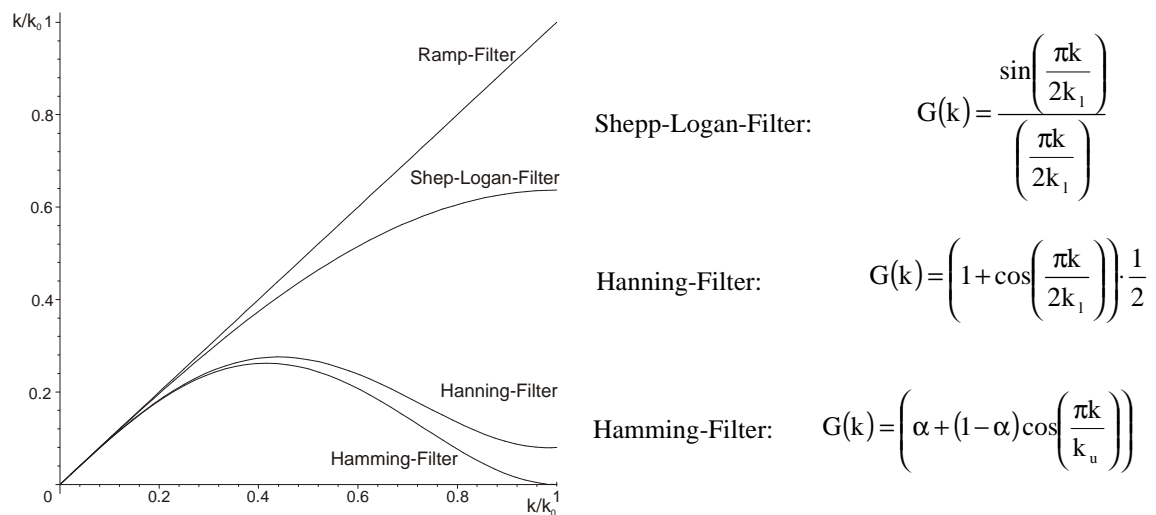 k/k₀ 1
0.8
0.6
0.4
0.2
0
0.2
0.4
0.6
0.8
1
k/k₀
Ramp-Filter
Shep-Logan-Filter
Hanning-Filter
Hamming-Filter
Shepp-Logan-Filter: G(k) = sin(πk / 2k₁) / (πk / 2k₁)
Hanning-Filter: G(k) = (1 + cos(πk / 2k₁)) · 1/2
Hamming-Filter: G(k) = (α + (1 − α) cos(πk / kᵤ))